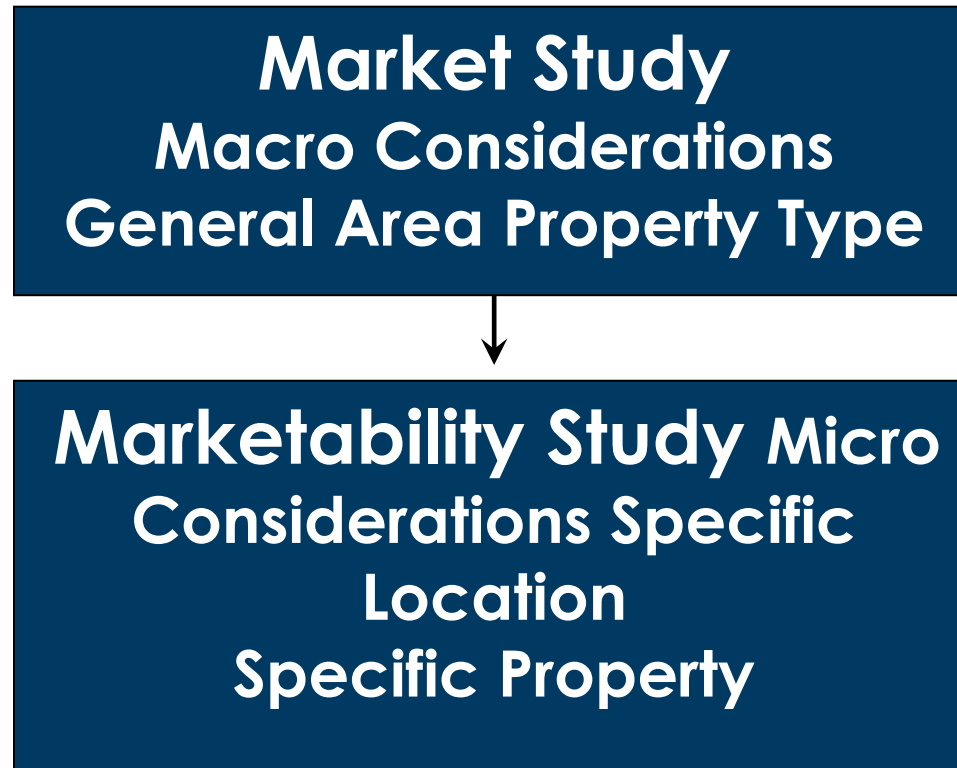 Market Study
Macro Considerations
General Area Property Type
Marketability Study Micro
Considerations Specific
Location
Specific Property